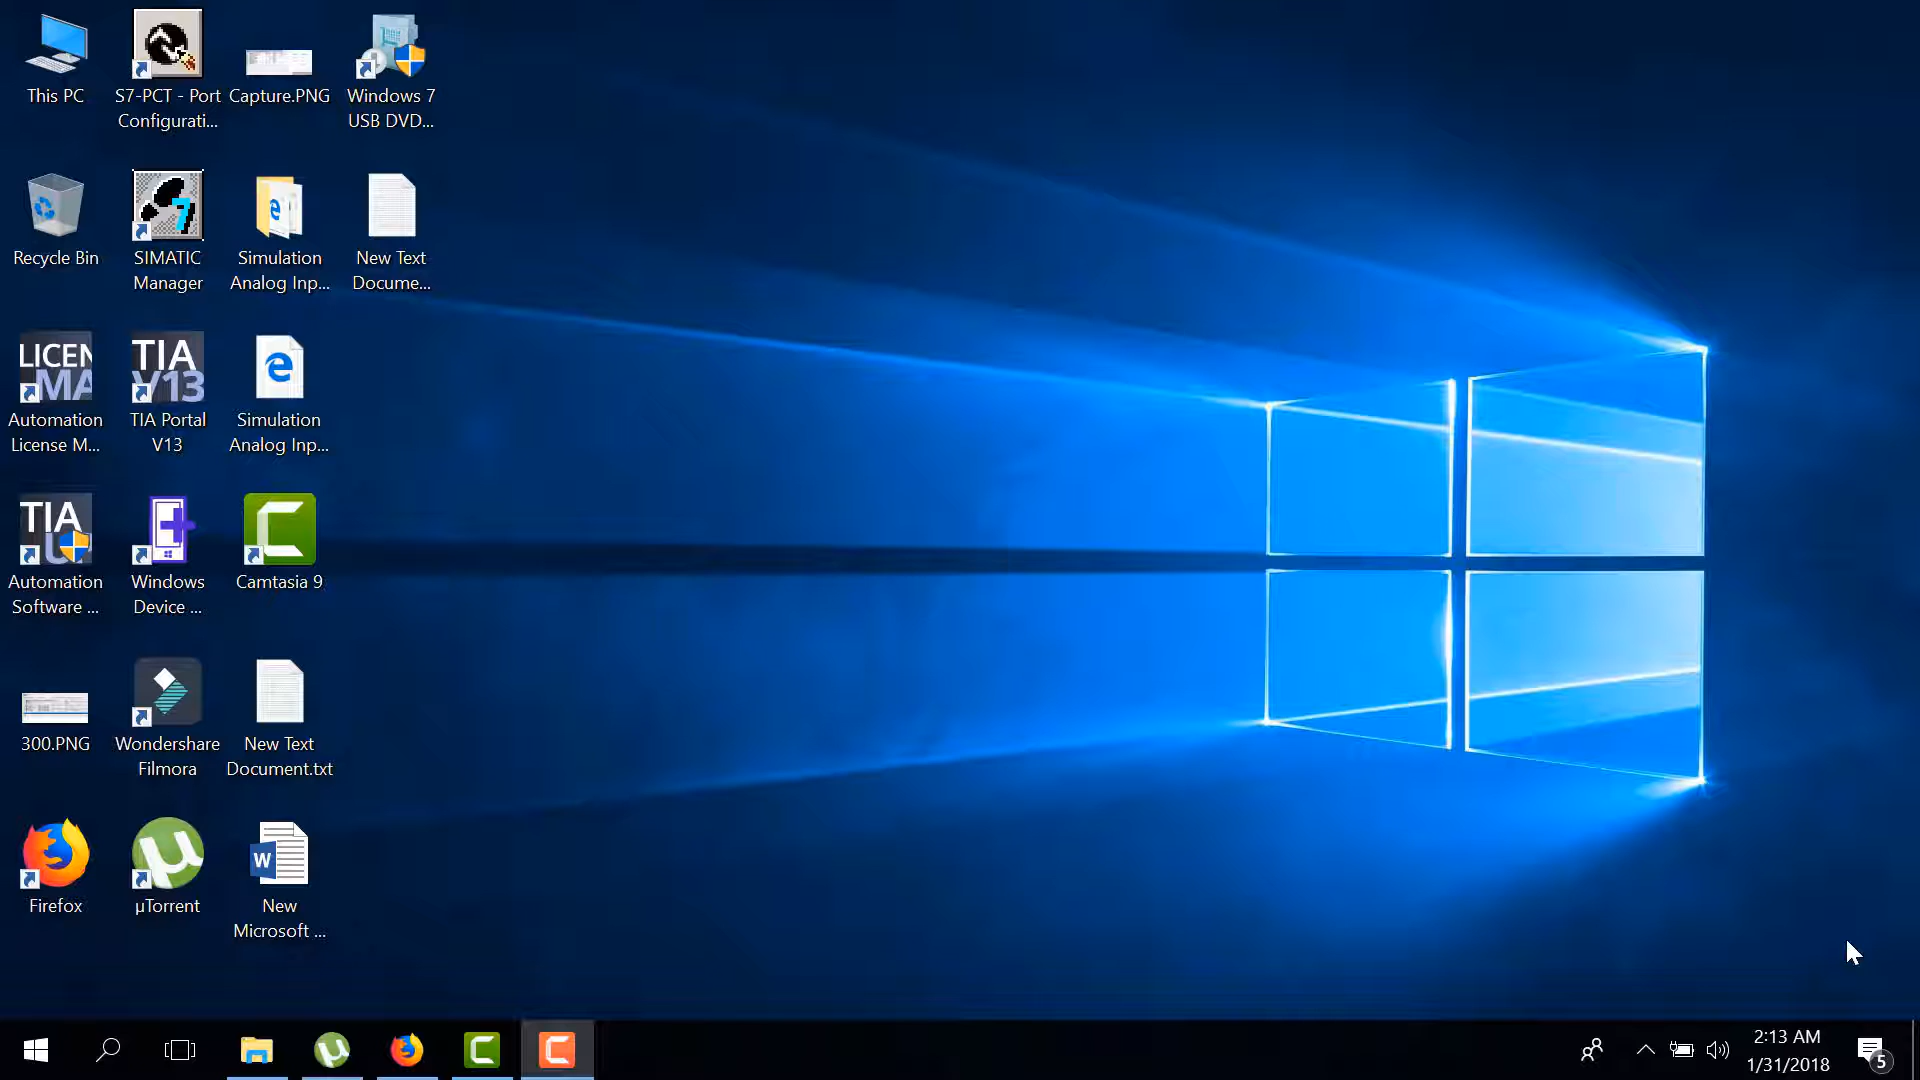 This PC
S7-PCT - Port
Configurati...
Capture.PNG
Windows 7
USB DVD...
Recycle Bin
7
SIMATIC
Manager
Simulation
Analog Inp...
New Text
Docume...
LICEN
MA
Automation
License M...
TIA
V13
TIA Portal
V13
Simulation
Analog Inp...
TIA
U
Automation
Software ...
Windows
Device ...
Camtasia 9
300.PNG
Wondershare
Filmora
New Text
Document.txt
Firefox
µTorrent
W
New
Microsoft ...
2:13 AM
1/31/2018
5